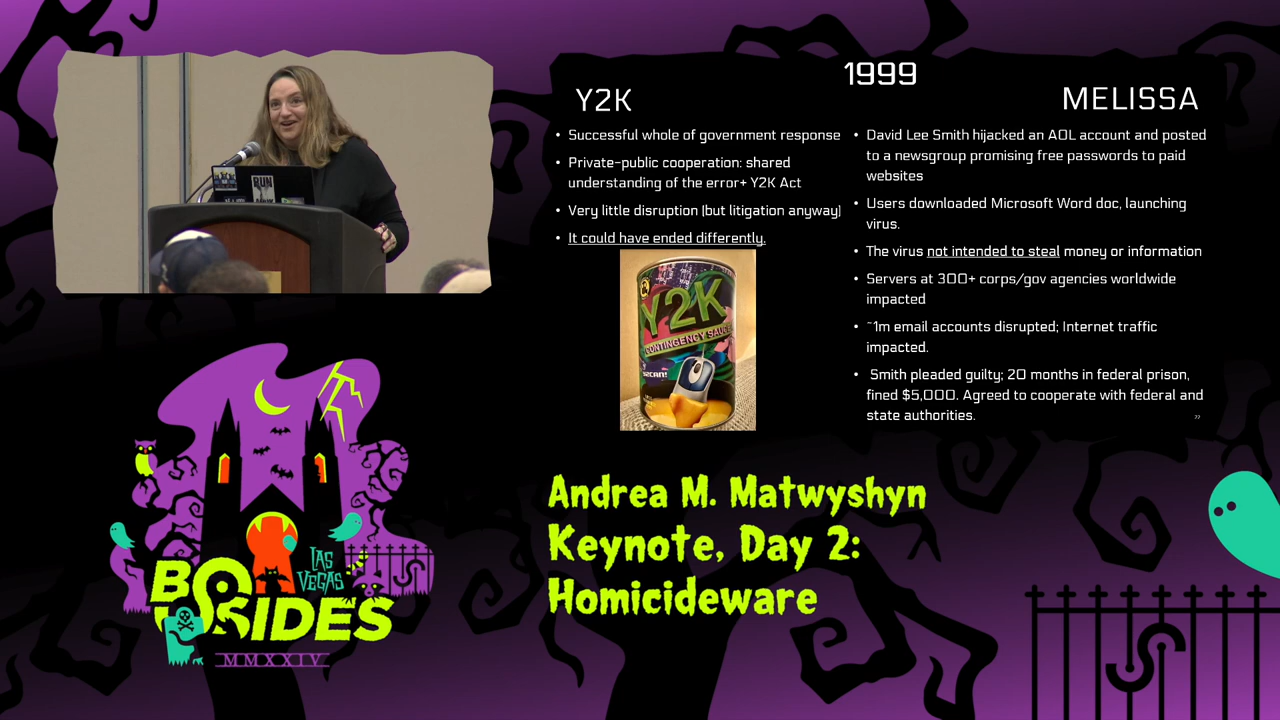 1999
Y2K
• Successful whole of government response
• Private-public cooperation: shared
understanding of the error+ Y2K Act
• Very little disruption (but litigation anyway)
• It could have ended differently.
Y2K
CONTINGENCY SAUCE
MELISSA
• David Lee Smith hijacked an AOL account and posted
to a newsgroup promising free passwords to paid
websites
• Users downloaded Microsoft Word doc, launching
virus.
• The virus not intended to steal money or information
• Servers at 300+ corps/gov agencies worldwide
impacted
• ~1m email accounts disrupted; Internet traffic
impacted.
• Smith pleaded guilty; 20 months in federal prison,
fined $5,000. Agreed to cooperate with federal and
state authorities.
”
RUN
LAS
VEGAS
BSIDES
MMXXIV
Andrea M. Matwyshyn
Keynote, Day 2:
Homicideware